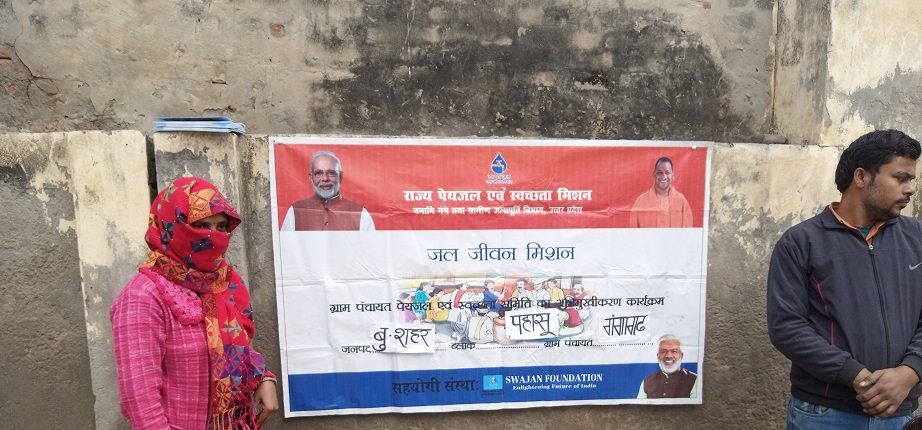 राज्य पेयजल एवं स्वच्छता मिशन
नमामि गंगे तथा ग्रामीण जलापूर्ति विभाग, उत्तर प्रदेश
जल जीवन मिशन
ग्राम पंचायत पेयजल एवं स्वच्छता समिति का अभिमुखीकरण कार्यक्रम
जनपद बु॰शहर ब्लॉक पहासू ग्राम पंचायत गंगागढ
सहयोगी संस्था: SWAJAN FOUNDATION
Enlightening Future of India